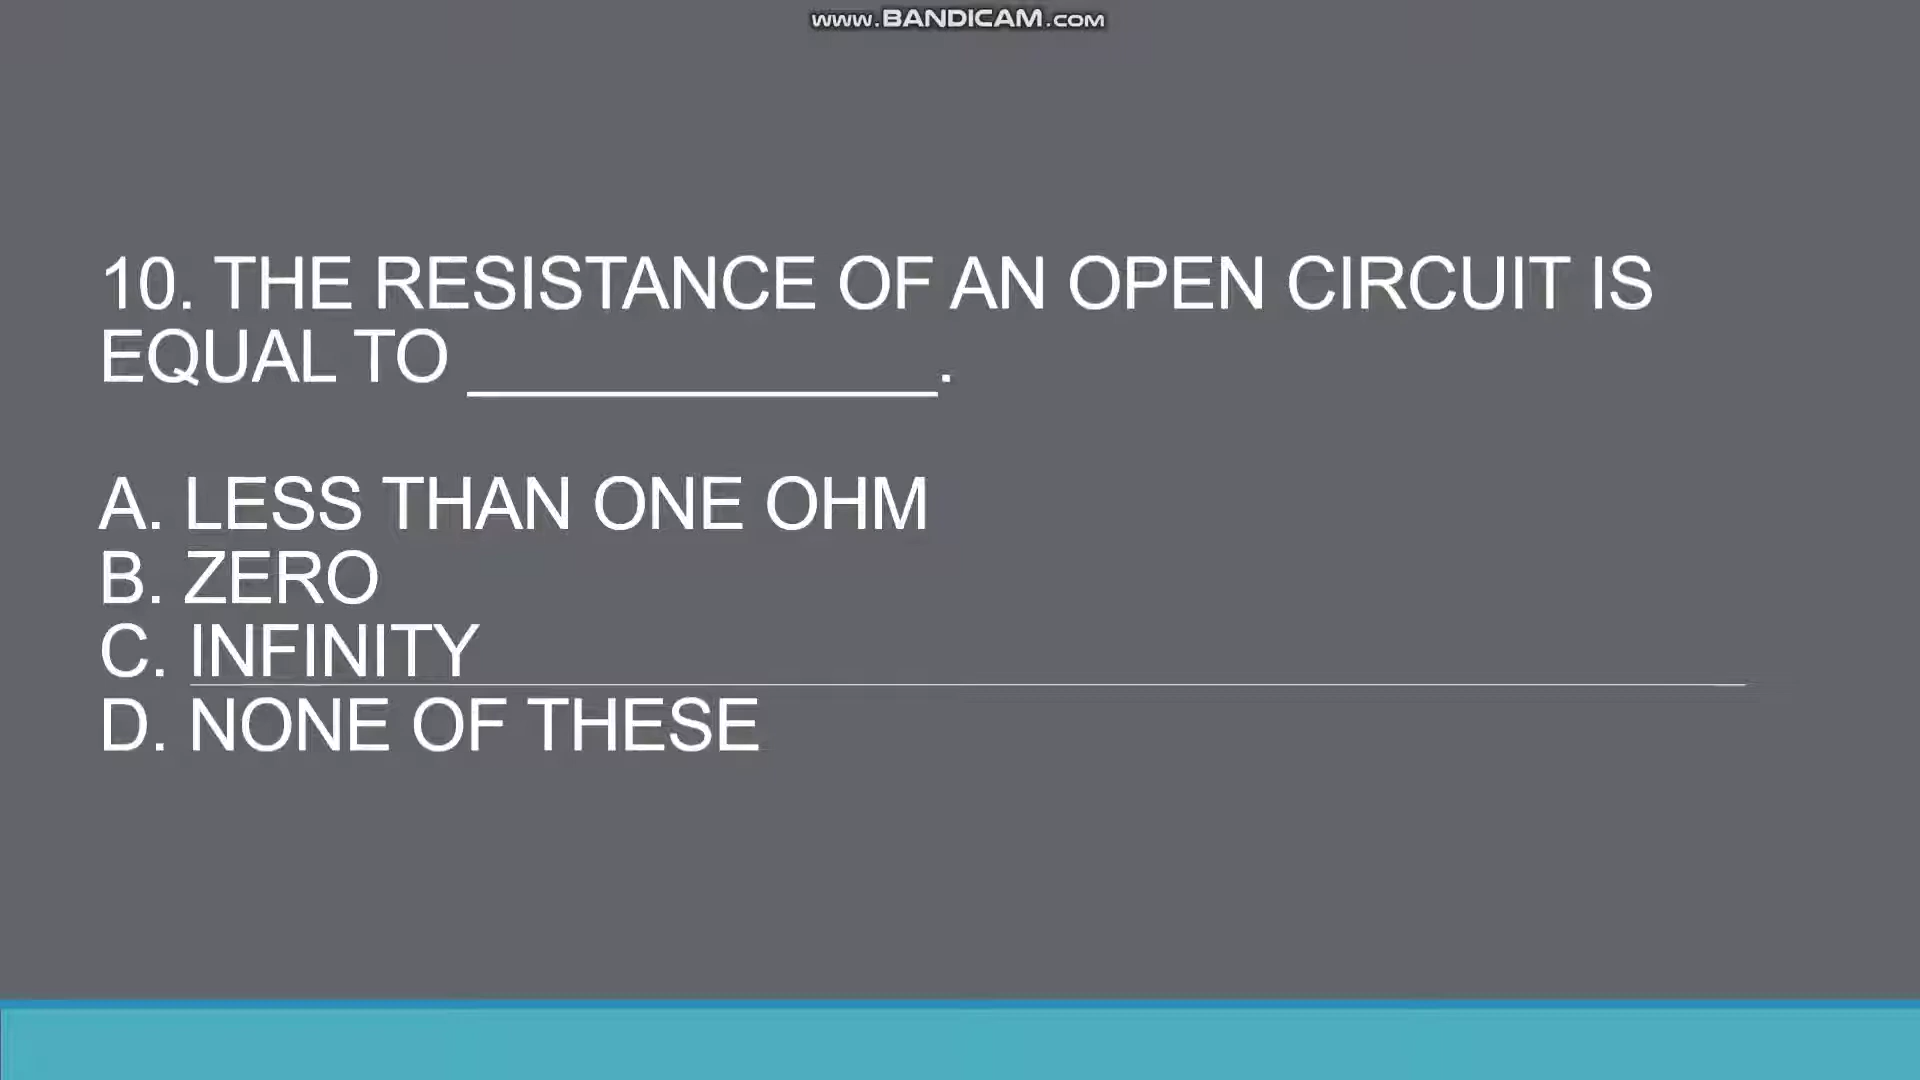 www.BANDICAM.com
10. THE RESISTANCE OF AN OPEN CIRCUIT IS
EQUAL TO _____________.
A. LESS THAN ONE OHM
B. ZERO
C. INFINITY
D. NONE OF THESE